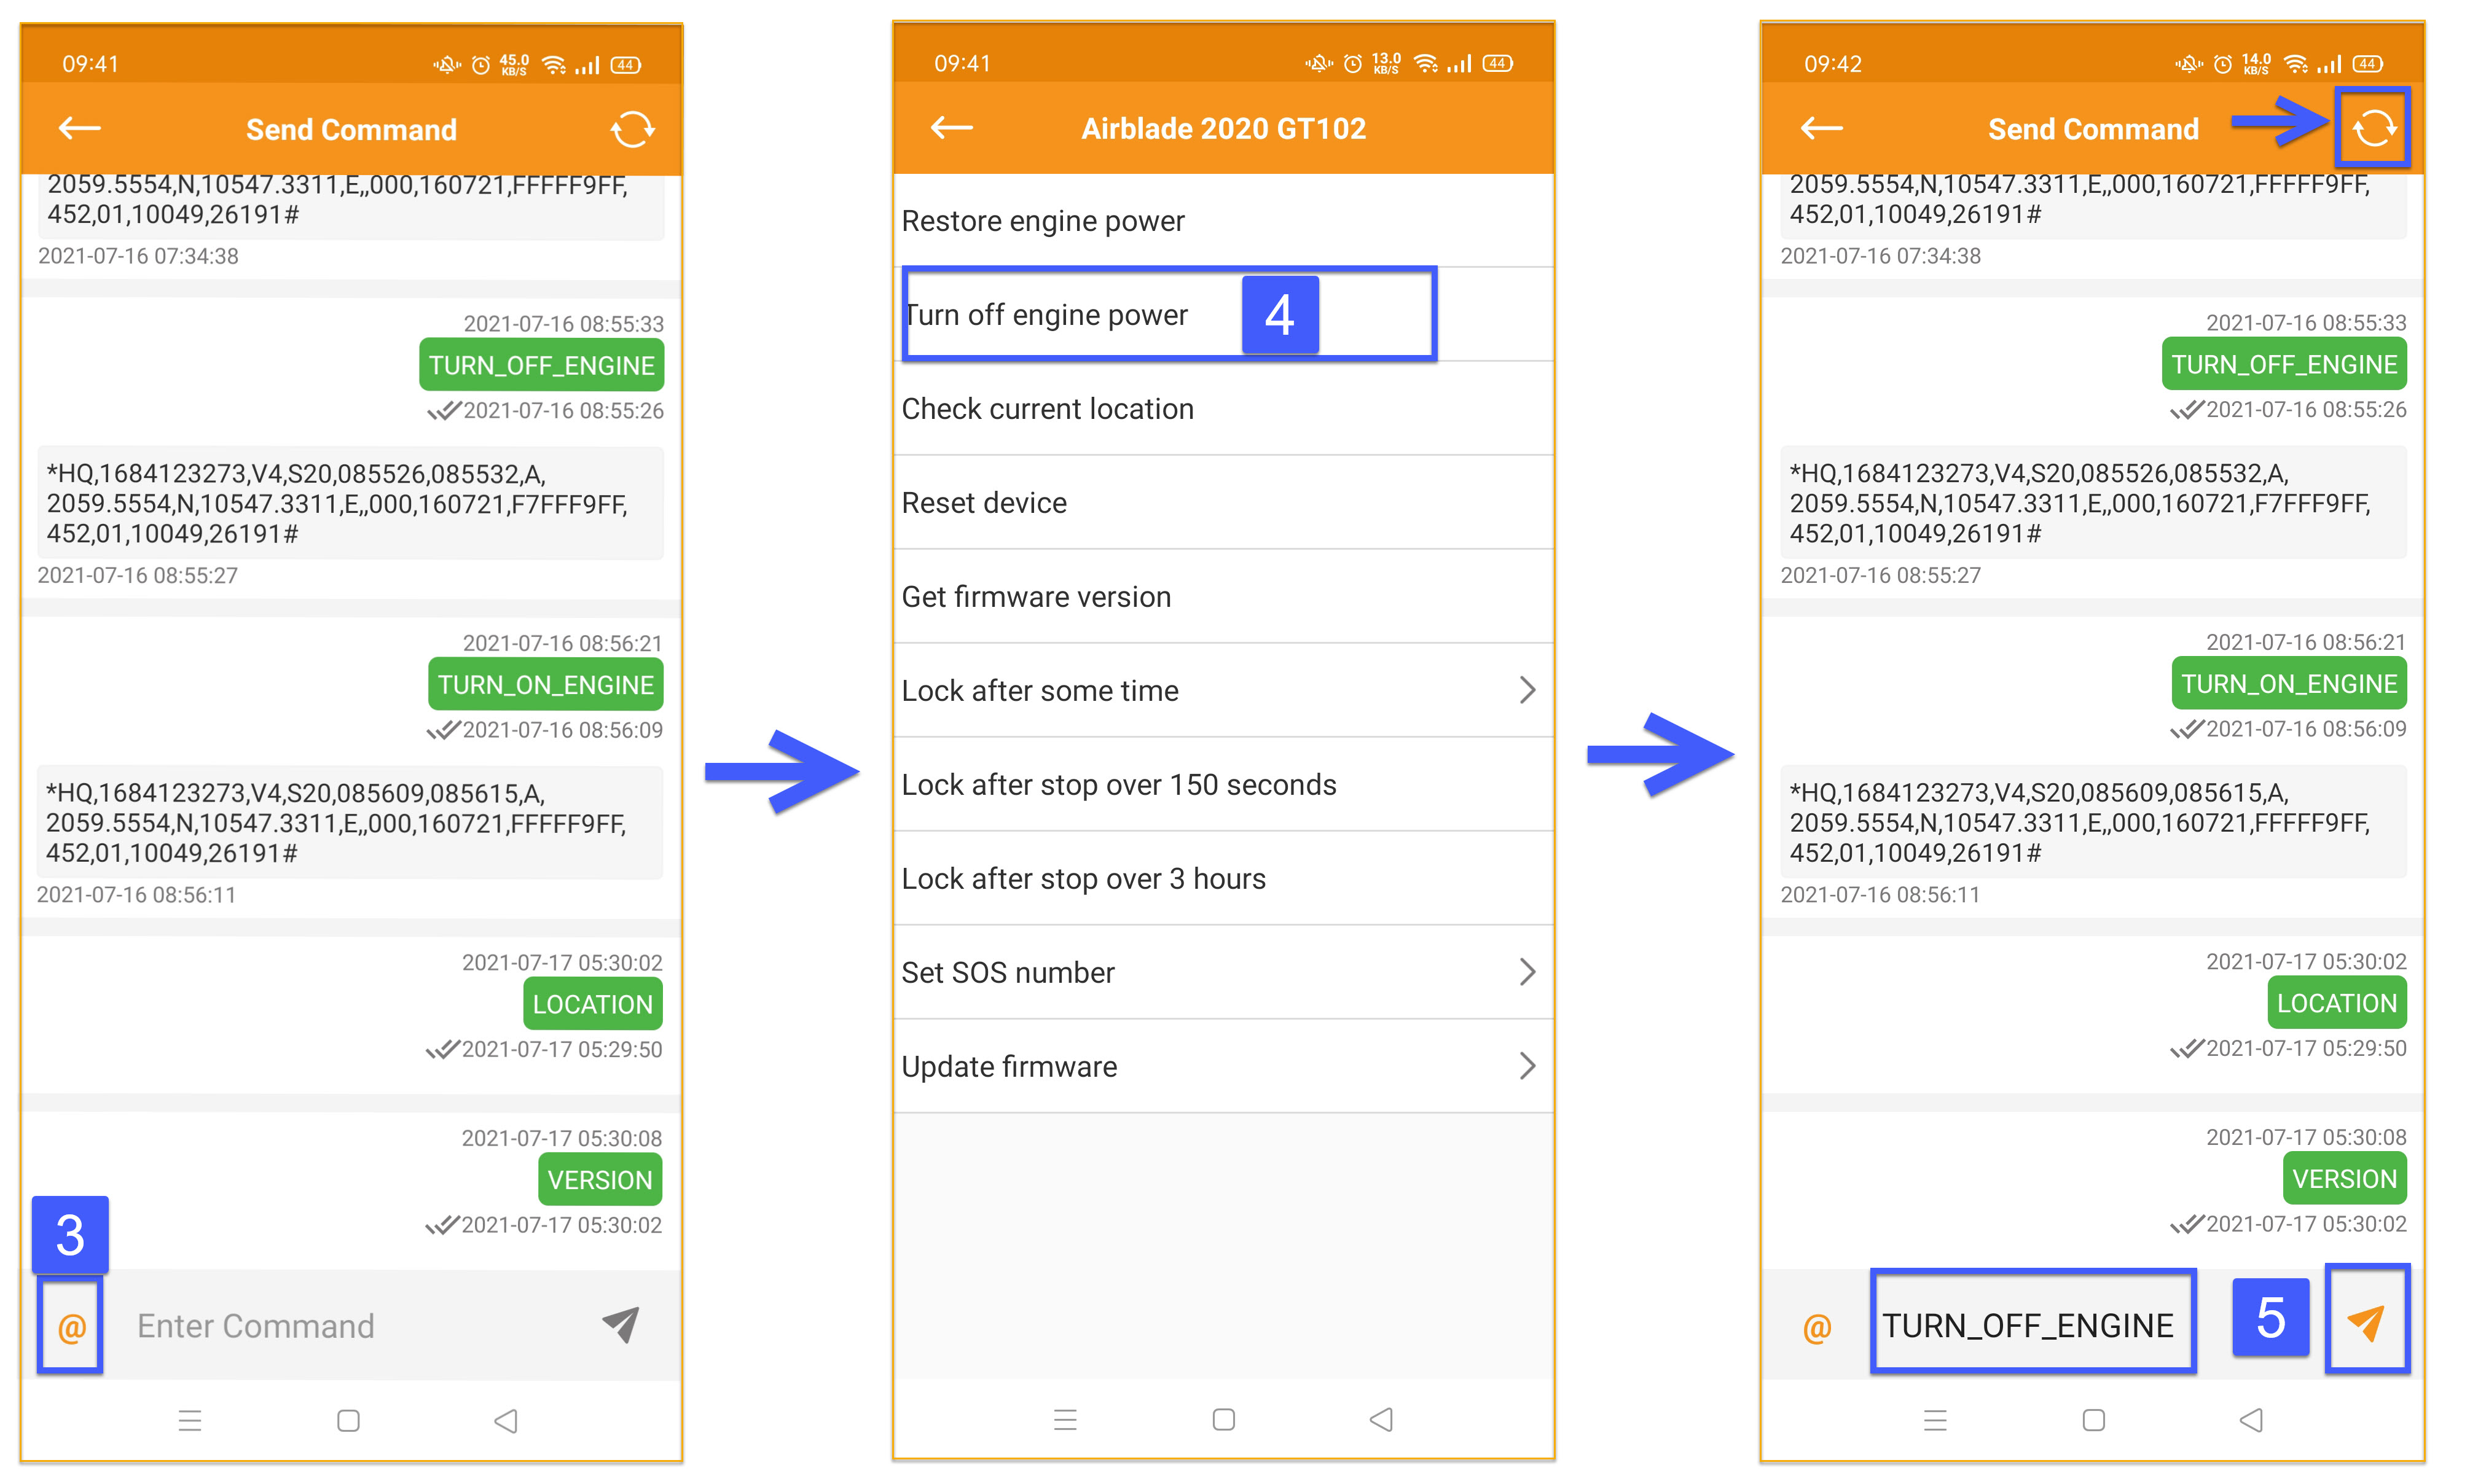 09:41
45.0
KB/S
44
Send Command
2059.5554,N,10547.3311,E,,000,160721,FFFFF9FF,
452,01,10049,26191#
2021-07-16 07:34:38
2021-07-16 08:55:33
TURN_OFF_ENGINE
2021-07-16 08:55:26
*HQ,1684123273,V4,S20,085526,085532,A,
2059.5554,N,10547.3311,E,,000,160721,F7FFF9FF,
452,01,10049,26191#
2021-07-16 08:55:27
2021-07-16 08:56:21
TURN_ON_ENGINE
2021-07-16 08:56:09
*HQ,1684123273,V4,S20,085609,085615,A,
2059.5554,N,10547.3311,E,,000,160721,FFFFF9FF,
452,01,10049,26191#
2021-07-16 08:56:11
2021-07-17 05:30:02
LOCATION
2021-07-17 05:29:50
2021-07-17 05:30:08
VERSION
2021-07-17 05:30:02
3
@ Enter Command
09:41
13.0
KB/S
44
Airblade 2020 GT102
Restore engine power
Turn off engine power 4
Check current location
Reset device
Get firmware version
Lock after some time
Lock after stop over 150 seconds
Lock after stop over 3 hours
Set SOS number
Update firmware
09:42
14.0
KB/S
44
Send Command
2059.5554,N,10547.3311,E,,000,160721,FFFFF9FF,
452,01,10049,26191#
2021-07-16 07:34:38
2021-07-16 08:55:33
TURN_OFF_ENGINE
2021-07-16 08:55:26
*HQ,1684123273,V4,S20,085526,085532,A,
2059.5554,N,10547.3311,E,,000,160721,F7FFF9FF,
452,01,10049,26191#
2021-07-16 08:55:27
2021-07-16 08:56:21
TURN_ON_ENGINE
2021-07-16 08:56:09
*HQ,1684123273,V4,S20,085609,085615,A,
2059.5554,N,10547.3311,E,,000,160721,FFFFF9FF,
452,01,10049,26191#
2021-07-16 08:56:11
2021-07-17 05:30:02
LOCATION
2021-07-17 05:29:50
2021-07-17 05:30:08
VERSION
2021-07-17 05:30:02
@ TURN_OFF_ENGINE 5